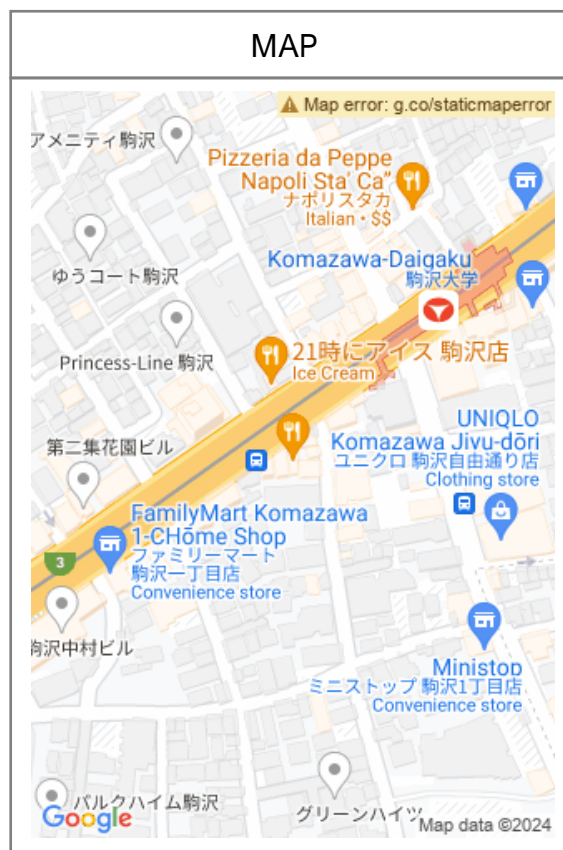 MAP
Map error: g.co/staticmaperror
アメニティ駒沢
Pizzeria da Peppe
Napoli Sta' Ca”
ナポリスタカ
Italian • $$
Komazawa-Daigaku
駒沢大学
ゆうコート駒沢
Princess-Line 駒沢
21時にアイス 駒沢店
Ice Cream
UNIQLO
Komazawa Jiyu-dōri
ユニクロ 駒沢自由通り店
Clothing store
第二集花園ビル
FamilyMart Komazawa
1-CHōme Shop
ファミリーマート
駒沢一丁目店
Convenience store
3
駒沢中村ビル
Ministop
ミニストップ 駒沢1丁目店
Convenience store
パルクハイム駒沢
グリーンハイツ
Google
Map data ©2024